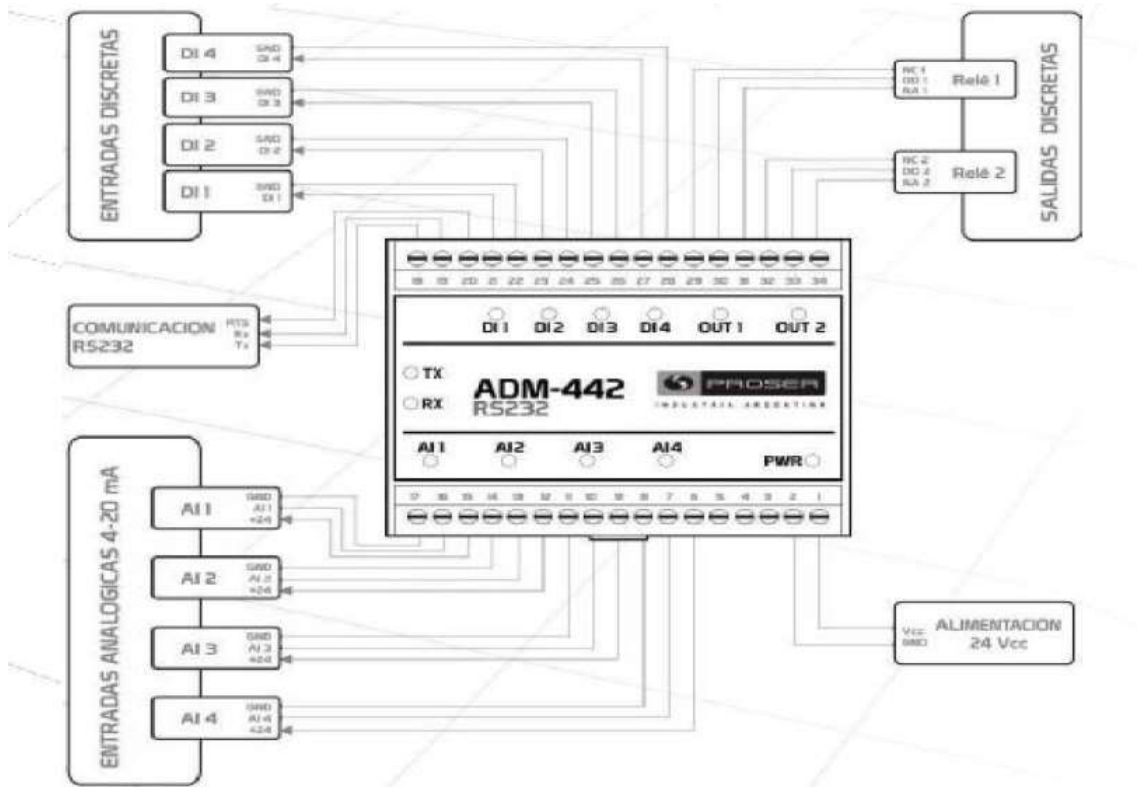 ENTRADAS DISCRETAS
DI 4
GND
DI 4
DI 3
GND
DI 3
DI 2
GND
DI 2
DI 1
GND
DI 1
NC 1
NA 1
Relé 1
NC 2
NA 2
Relé 2
SALIDAS DISCRETAS
COMUNICACION
RS232
RTS
Rx
Tx
18 19 20 21 22 23 24 25 26 27 28 29 30 31 32 33 34
DI 1 DI 2 DI 3 DI 4 OUT 1 OUT 2
TX
RX
ADM-442
RS232
PROSER
INDUSTRIA ARGENTINA
AI 1 AI 2 AI 3 AI 4
PWR
17 16 15 14 13 12 11 10 9 8 7 6 5 4 3 2 1
ENTRADAS ANALOGICAS 4-20 mA
AI 1
GND
AI 1
+24
AI 2
GND
AI 2
+24
AI 3
GND
AI 3
+24
AI 4
GND
AI 4
+24
Vcc
GND
ALIMENTACION
24 Vcc